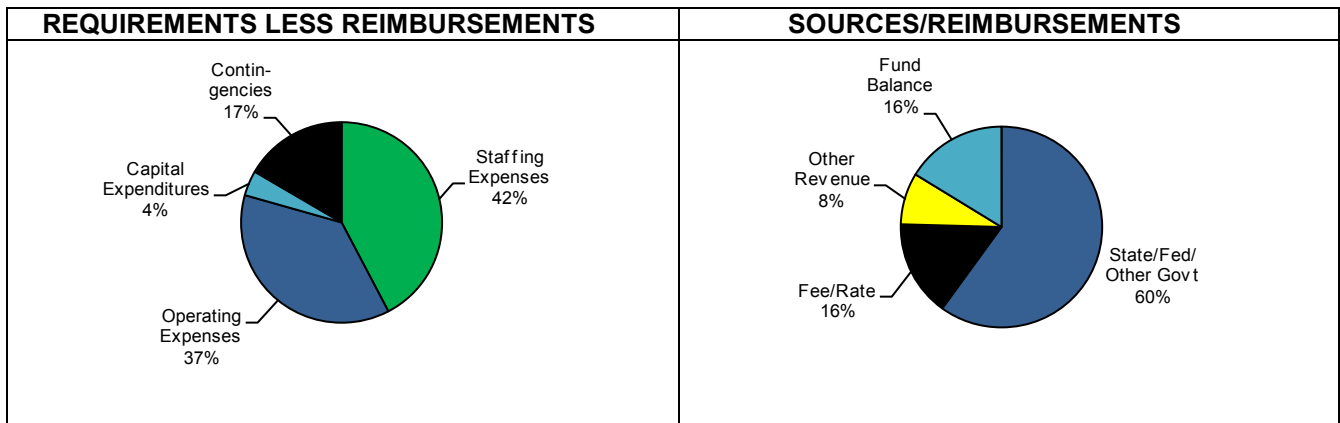 REQUIREMENTS LESS REIMBURSEMENTS
Contin-
gencies
17%
Capital
Expenditures
4%
Staffing
Expenses
42%
Operating
Expenses
37%
SOURCES/REIMBURSEMENTS
Fund
Balance
16%
Other
Revenue
8%
Fee/Rate
16%
State/Fed/
Other Govt
60%